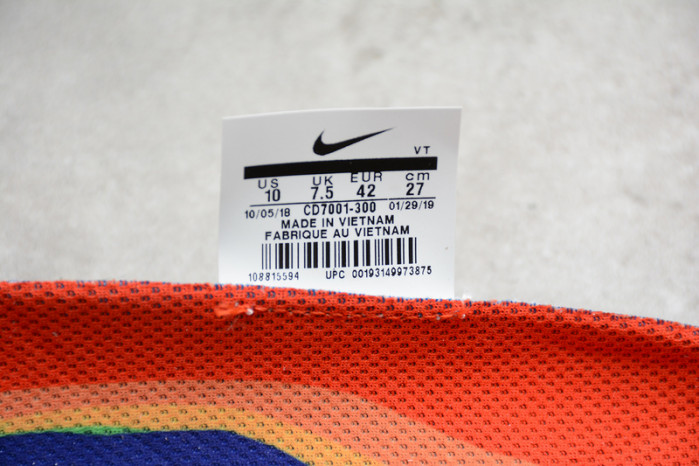 VT
US UK EUR cm
10 7.5 42 27
10/05/18 CD7001-300 01/29/19
MADE IN VIETNAM
FABRIQUE AU VIETNAM
108815594 UPC 00193149973875